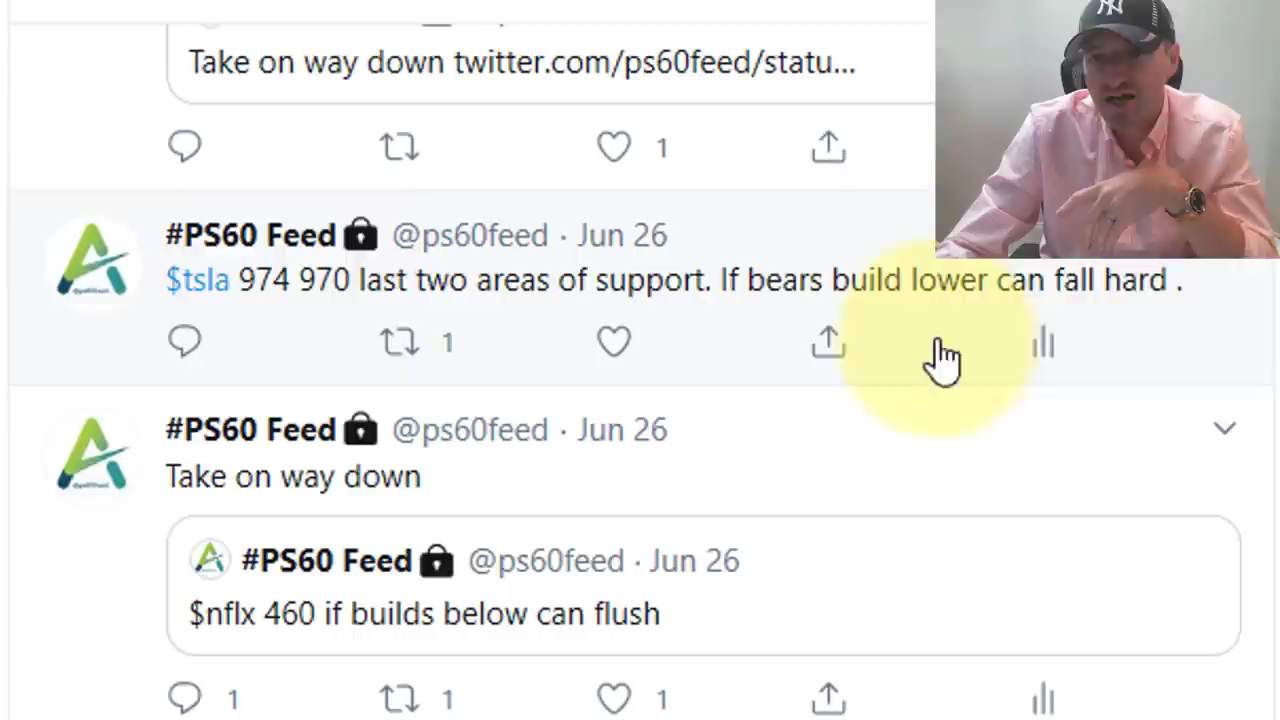 Take on way down twitter.com/ps60feed/statu...
1
#PS60 Feed @ps60feed · Jun 26
$tsla 974 970 last two areas of support. If bears build lower can fall hard .
1
#PS60 Feed @ps60feed · Jun 26
Take on way down
#PS60 Feed @ps60feed · Jun 26
$nflx 460 if builds below can flush
1 1 1